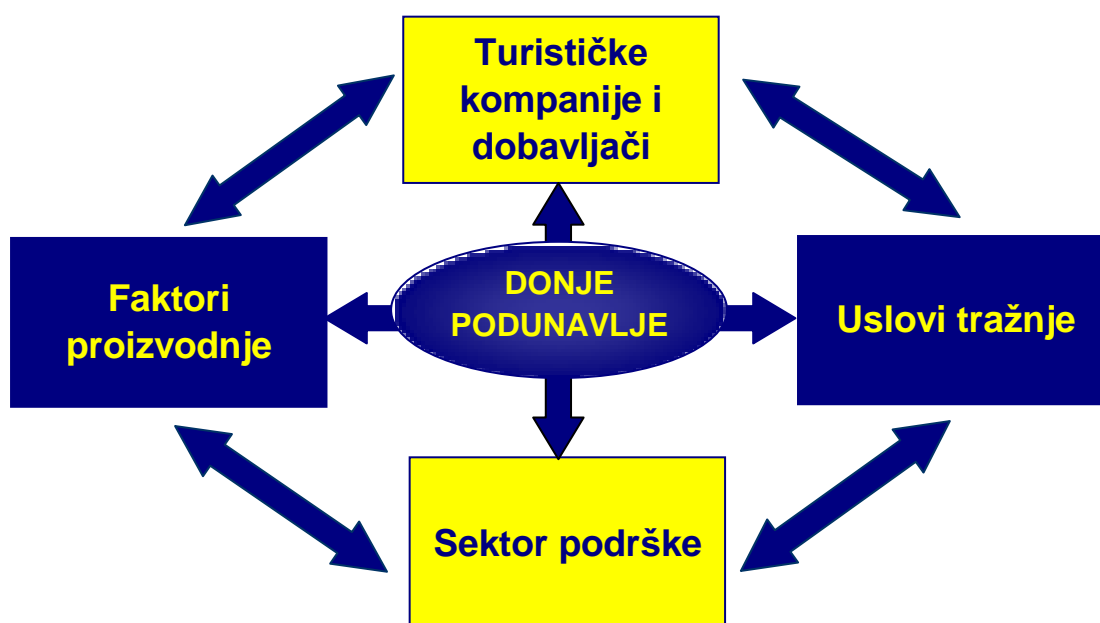 Turističke
kompanije i
dobavljači
Faktori
proizvodnje
DONJE
PODUNAVLJE
Uslovi tražnje
Sektor podrške